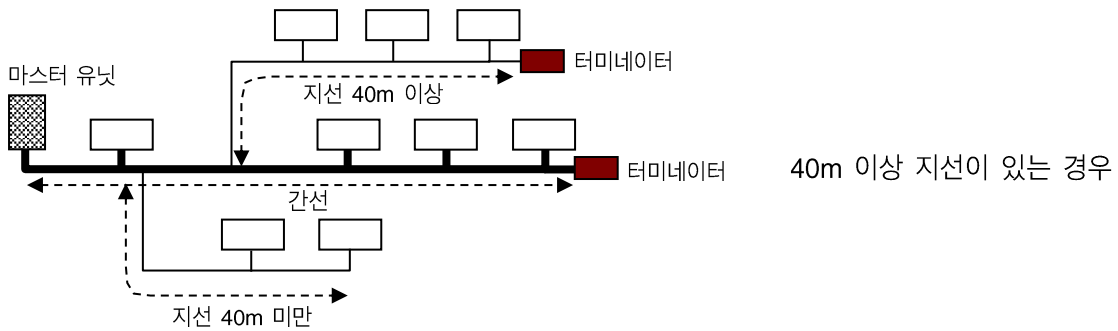 마스터 유닛
터미네이터
지선 40m 이상
터미네이터
40m 이상 지선이 있는 경우
간선
지선 40m 미만